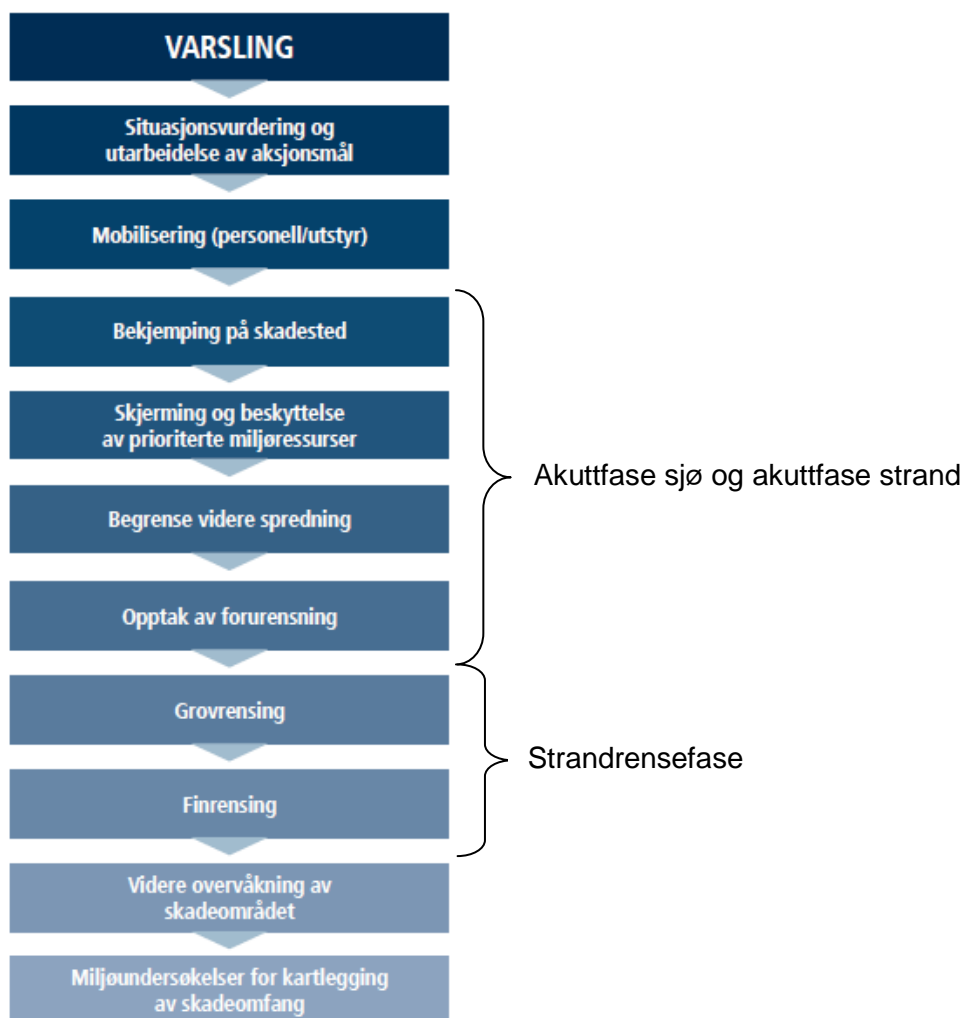 VARSLING
Situasjonsvurdering og
utarbeidelse av aksjonsmål
Mobilisering (personell/utstyr)
Bekjemping på skadested
Skjerming og beskyttelse
av prioriterte miljøressurser
Begrense videre spredning
Opptak av forurensning
Akuttfase sjø og akuttfase strand
Grovrensing
Finrensing
Strandrensefase
Videre overvåkning av
skadeområdet
Miljøundersøkelser for kartlegging
av skadeomfang